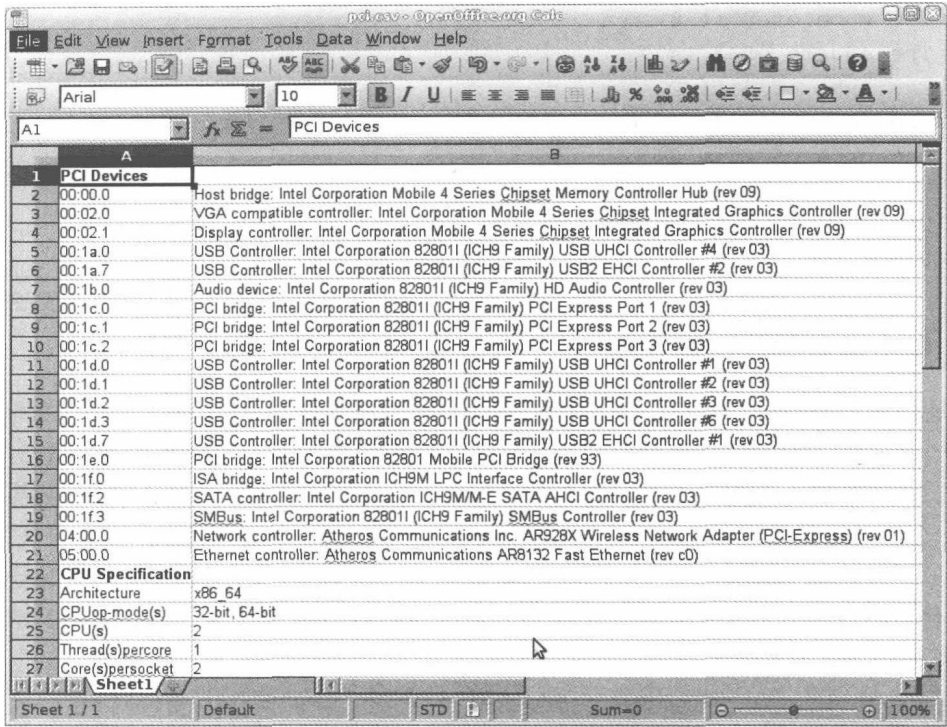 pci.csv - OpenOffice.org Calc
File Edit View Insert Format Tools Data Window Help
Arial 10 B I U
A1 PCI Devices
A B
1 PCI Devices
2 00:00.0 Host bridge: Intel Corporation Mobile 4 Series Chipset Memory Controller Hub (rev 09)
3 00:02.0 VGA compatible controller: Intel Corporation Mobile 4 Series Chipset Integrated Graphics Controller (rev 09)
4 00:02.1 Display controller: Intel Corporation Mobile 4 Series Chipset Integrated Graphics Controller (rev 09)
5 00:1a.0 USB Controller: Intel Corporation 82801I (ICH9 Family) USB UHCI Controller #4 (rev 03)
6 00:1a.7 USB Controller: Intel Corporation 82801I (ICH9 Family) USB2 EHCI Controller #2 (rev 03)
7 00:1b.0 Audio device: Intel Corporation 82801I (ICH9 Family) HD Audio Controller (rev 03)
8 00:1c.0 PCI bridge: Intel Corporation 82801I (ICH9 Family) PCI Express Port 1 (rev 03)
9 00:1c.1 PCI bridge: Intel Corporation 82801I (ICH9 Family) PCI Express Port 2 (rev 03)
10 00:1c.2 PCI bridge: Intel Corporation 82801I (ICH9 Family) PCI Express Port 3 (rev 03)
11 00:1d.0 USB Controller: Intel Corporation 82801I (ICH9 Family) USB UHCI Controller #1 (rev 03)
12 00:1d.1 USB Controller: Intel Corporation 82801I (ICH9 Family) USB UHCI Controller #2 (rev 03)
13 00:1d.2 USB Controller: Intel Corporation 82801I (ICH9 Family) USB UHCI Controller #3 (rev 03)
14 00:1d.3 USB Controller: Intel Corporation 82801I (ICH9 Family) USB UHCI Controller #6 (rev 03)
15 00:1d.7 USB Controller: Intel Corporation 82801I (ICH9 Family) USB2 EHCI Controller #1 (rev 03)
16 00:1e.0 PCI bridge: Intel Corporation 82801 Mobile PCI Bridge (rev 93)
17 00:1f.0 ISA bridge: Intel Corporation ICH9M LPC Interface Controller (rev 03)
18 00:1f.2 SATA controller: Intel Corporation ICH9M/M-E SATA AHCI Controller (rev 03)
19 00:1f.3 SMBus: Intel Corporation 82801I (ICH9 Family) SMBus Controller (rev 03)
20 04:00.0 Network controller: Atheros Communications Inc. AR928X Wireless Network Adapter (PCI-Express) (rev 01)
21 05:00.0 Ethernet controller: Atheros Communications AR8132 Fast Ethernet (rev c0)
22 CPU Specification
23 Architecture x86_64
24 CPUop-mode(s) 32-bit, 64-bit
25 CPU(s) 2
26 Thread(s)percore 1
27 Core(s)persocket 2
Sheet1
Sheet 1 / 1 Default STD Sum=0 100%